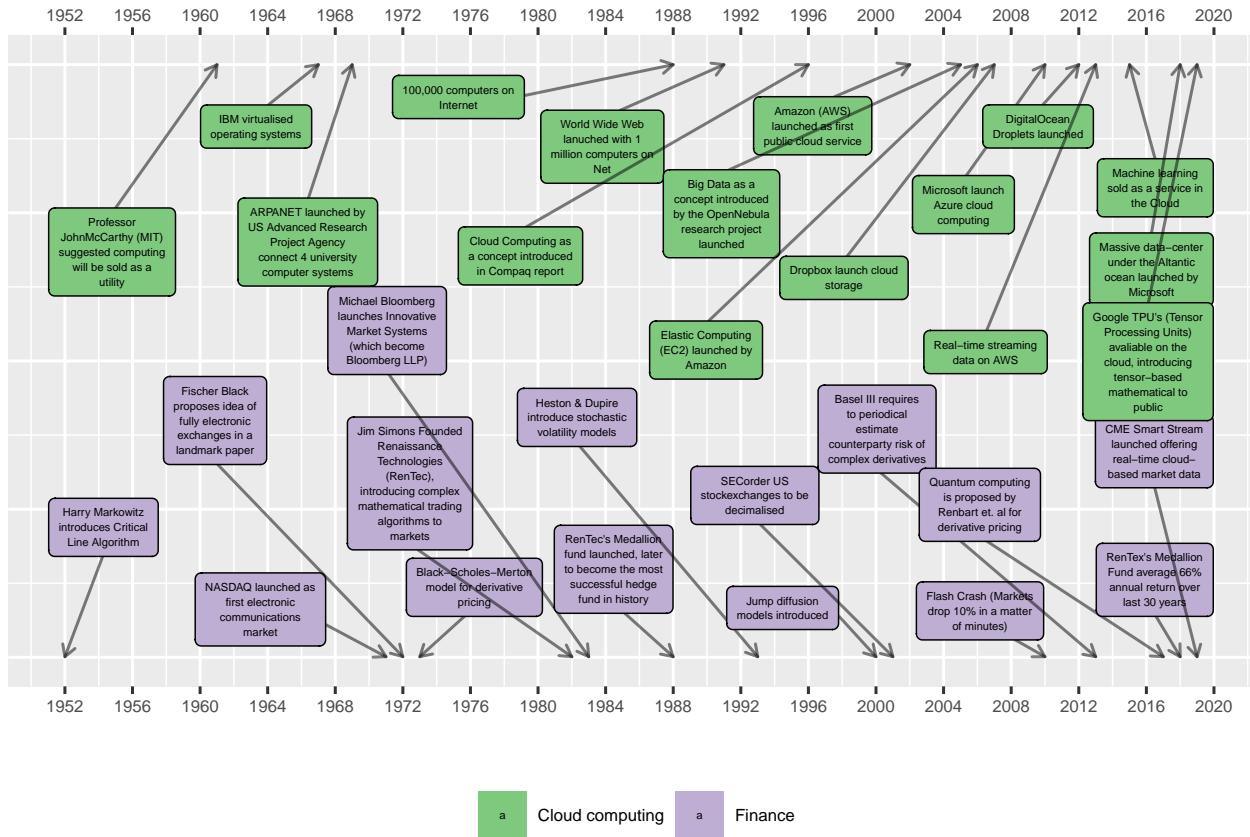 1952 1956 1960 1964 1968 1972 1976 1980 1984 1988 1992 1996 2000 2004 2008 2012 2016 2020
100,000 computers on
Internet
IBM virtualised
operating systems
World Wide Web
lanuched with 1
million computers on
Net
Amazon (AWS)
launched as first
public cloud service
DigitalOcean
Droplets launched
Machine learning
sold as a service in
the Cloud
Professor
JohnMcCarthy (MIT)
suggested computing
will be sold as a
utility
ARPANET launched by
US Advanced Research
Project Agency
connect 4 university
computer systems
Cloud Computing as
a concept introduced
in Compaq report
Big Data as a
concept introduced
by the OpenNebula
research project
launched
Microsoft launch
Azure cloud
computing
Dropbox launch cloud
storage
Massive data–center
under the Altantic
ocean launched by
Microsoft
Michael Bloomberg
launches Innovative
Market Systems
(which become
Bloomberg LLP)
Elastic Computing
(EC2) launched by
Amazon
Real–time streaming
data on AWS
Google TPU's (Tensor
Processing Units)
avaliable on the
cloud, introducing
tensor–based
mathematical to
public
Fischer Black
proposes idea of
fully electronic
exchanges in a
landmark paper
Jim Simons Founded
Renaissance
Technologies
(RenTec),
introducing complex
mathematical trading
algorithms to
markets
Heston & Dupire
introduce stochastic
volatility models
Basel III requires
to periodical
estimate
counterparty risk of
complex derivatives
CME Smart Stream
launched offering
real–time cloud–
based market data
SECorder US
stockexchanges to be
decimalised
Quantum computing
is proposed by
Renbart et. al for
derivative pricing
Harry Markowitz
introduces Critical
Line Algorithm
RenTec's Medallion
fund launched, later
to become the most
successful hedge
fund in history
RenTex's Medallion
Fund average 66%
annual return over
last 30 years
NASDAQ launched as
first electronic
communications
market
Black–Scholes–Merton
model for derivative
pricing
Jump diffusion
models introduced
Flash Crash (Markets
drop 10% in a matter
of minutes)
1952 1956 1960 1964 1968 1972 1976 1980 1984 1988 1992 1996 2000 2004 2008 2012 2016 2020
a Cloud computing a Finance